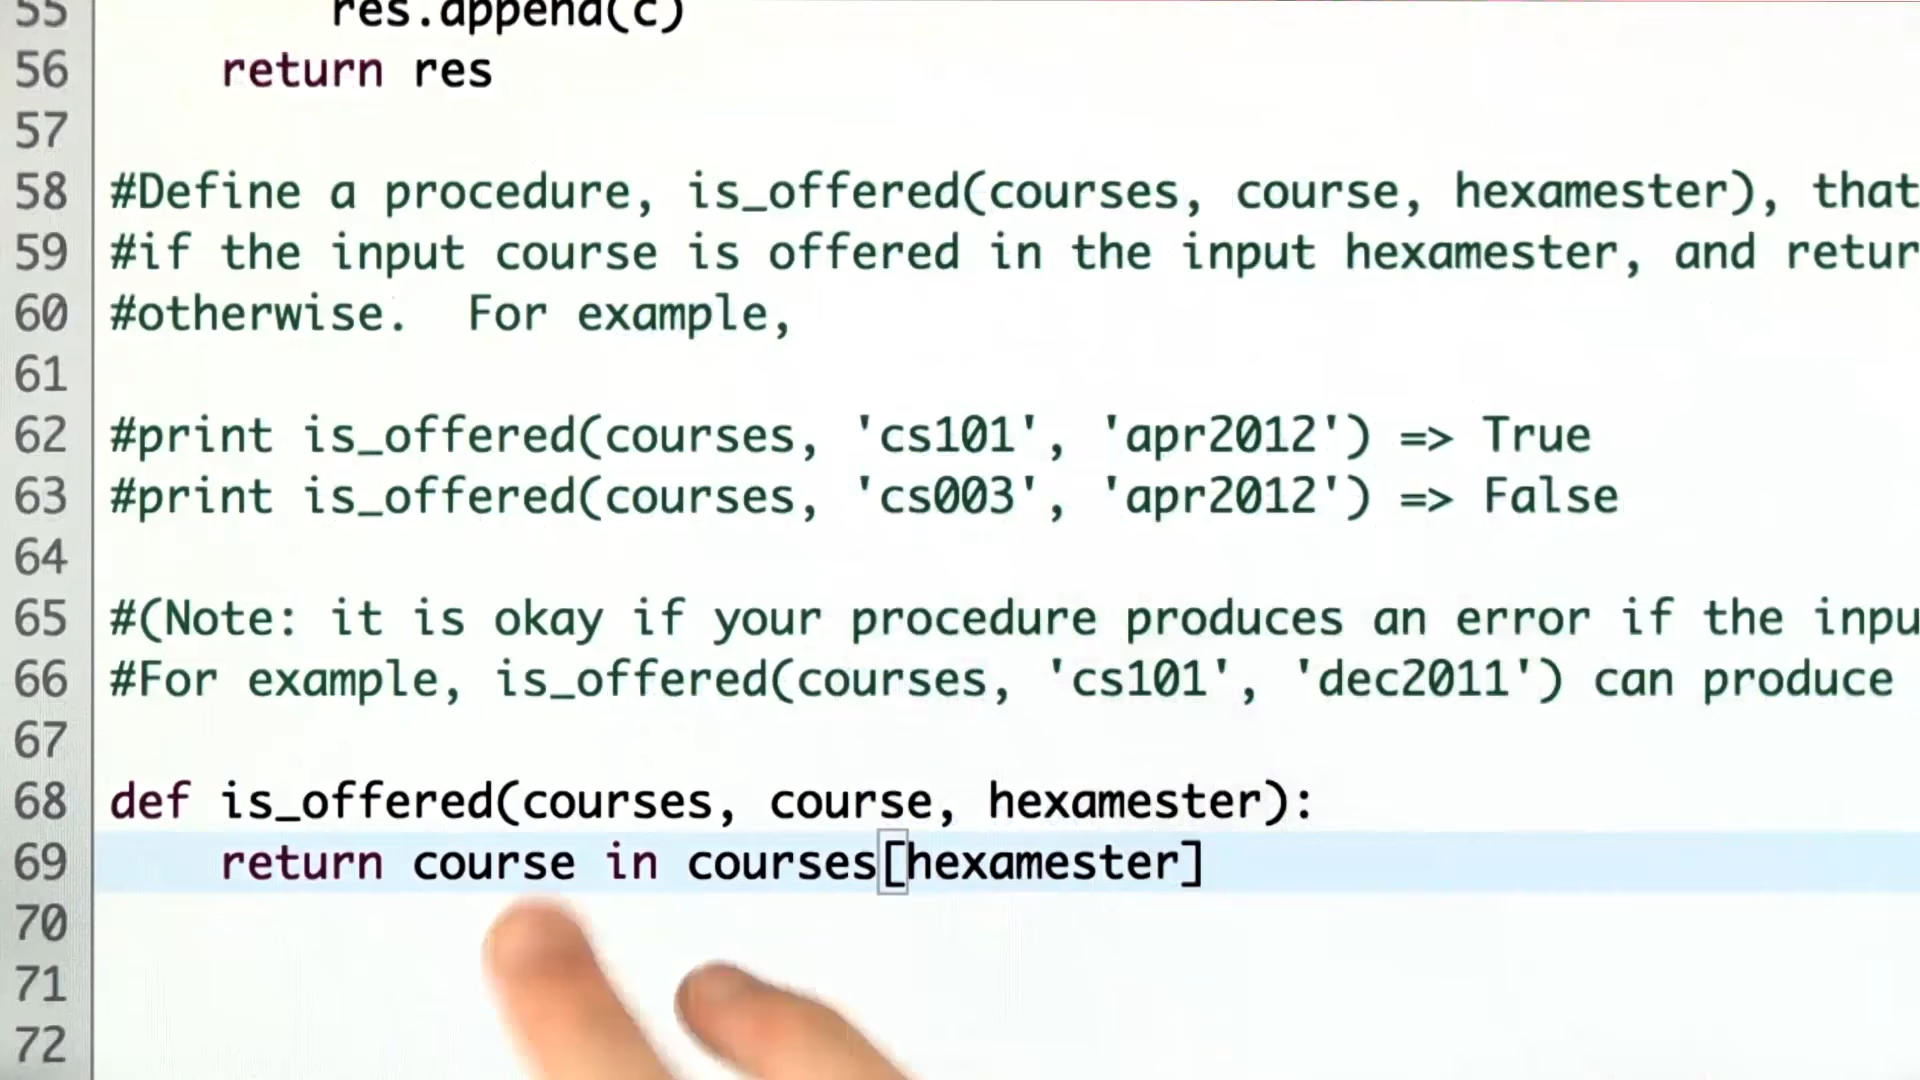 55 res.append(c)
56 return res
57
58 #Define a procedure, is_offered(courses, course, hexamester), that
59 #if the input course is offered in the input hexamester, and retur
60 #otherwise.  For example,
61
62 #print is_offered(courses, 'cs101', 'apr2012') => True
63 #print is_offered(courses, 'cs003', 'apr2012') => False
64
65 #(Note: it is okay if your procedure produces an error if the inpu
66 #For example, is_offered(courses, 'cs101', 'dec2011') can produce
67
68 def is_offered(courses, course, hexamester):
69 return course in courses[hexamester]
70
71
72